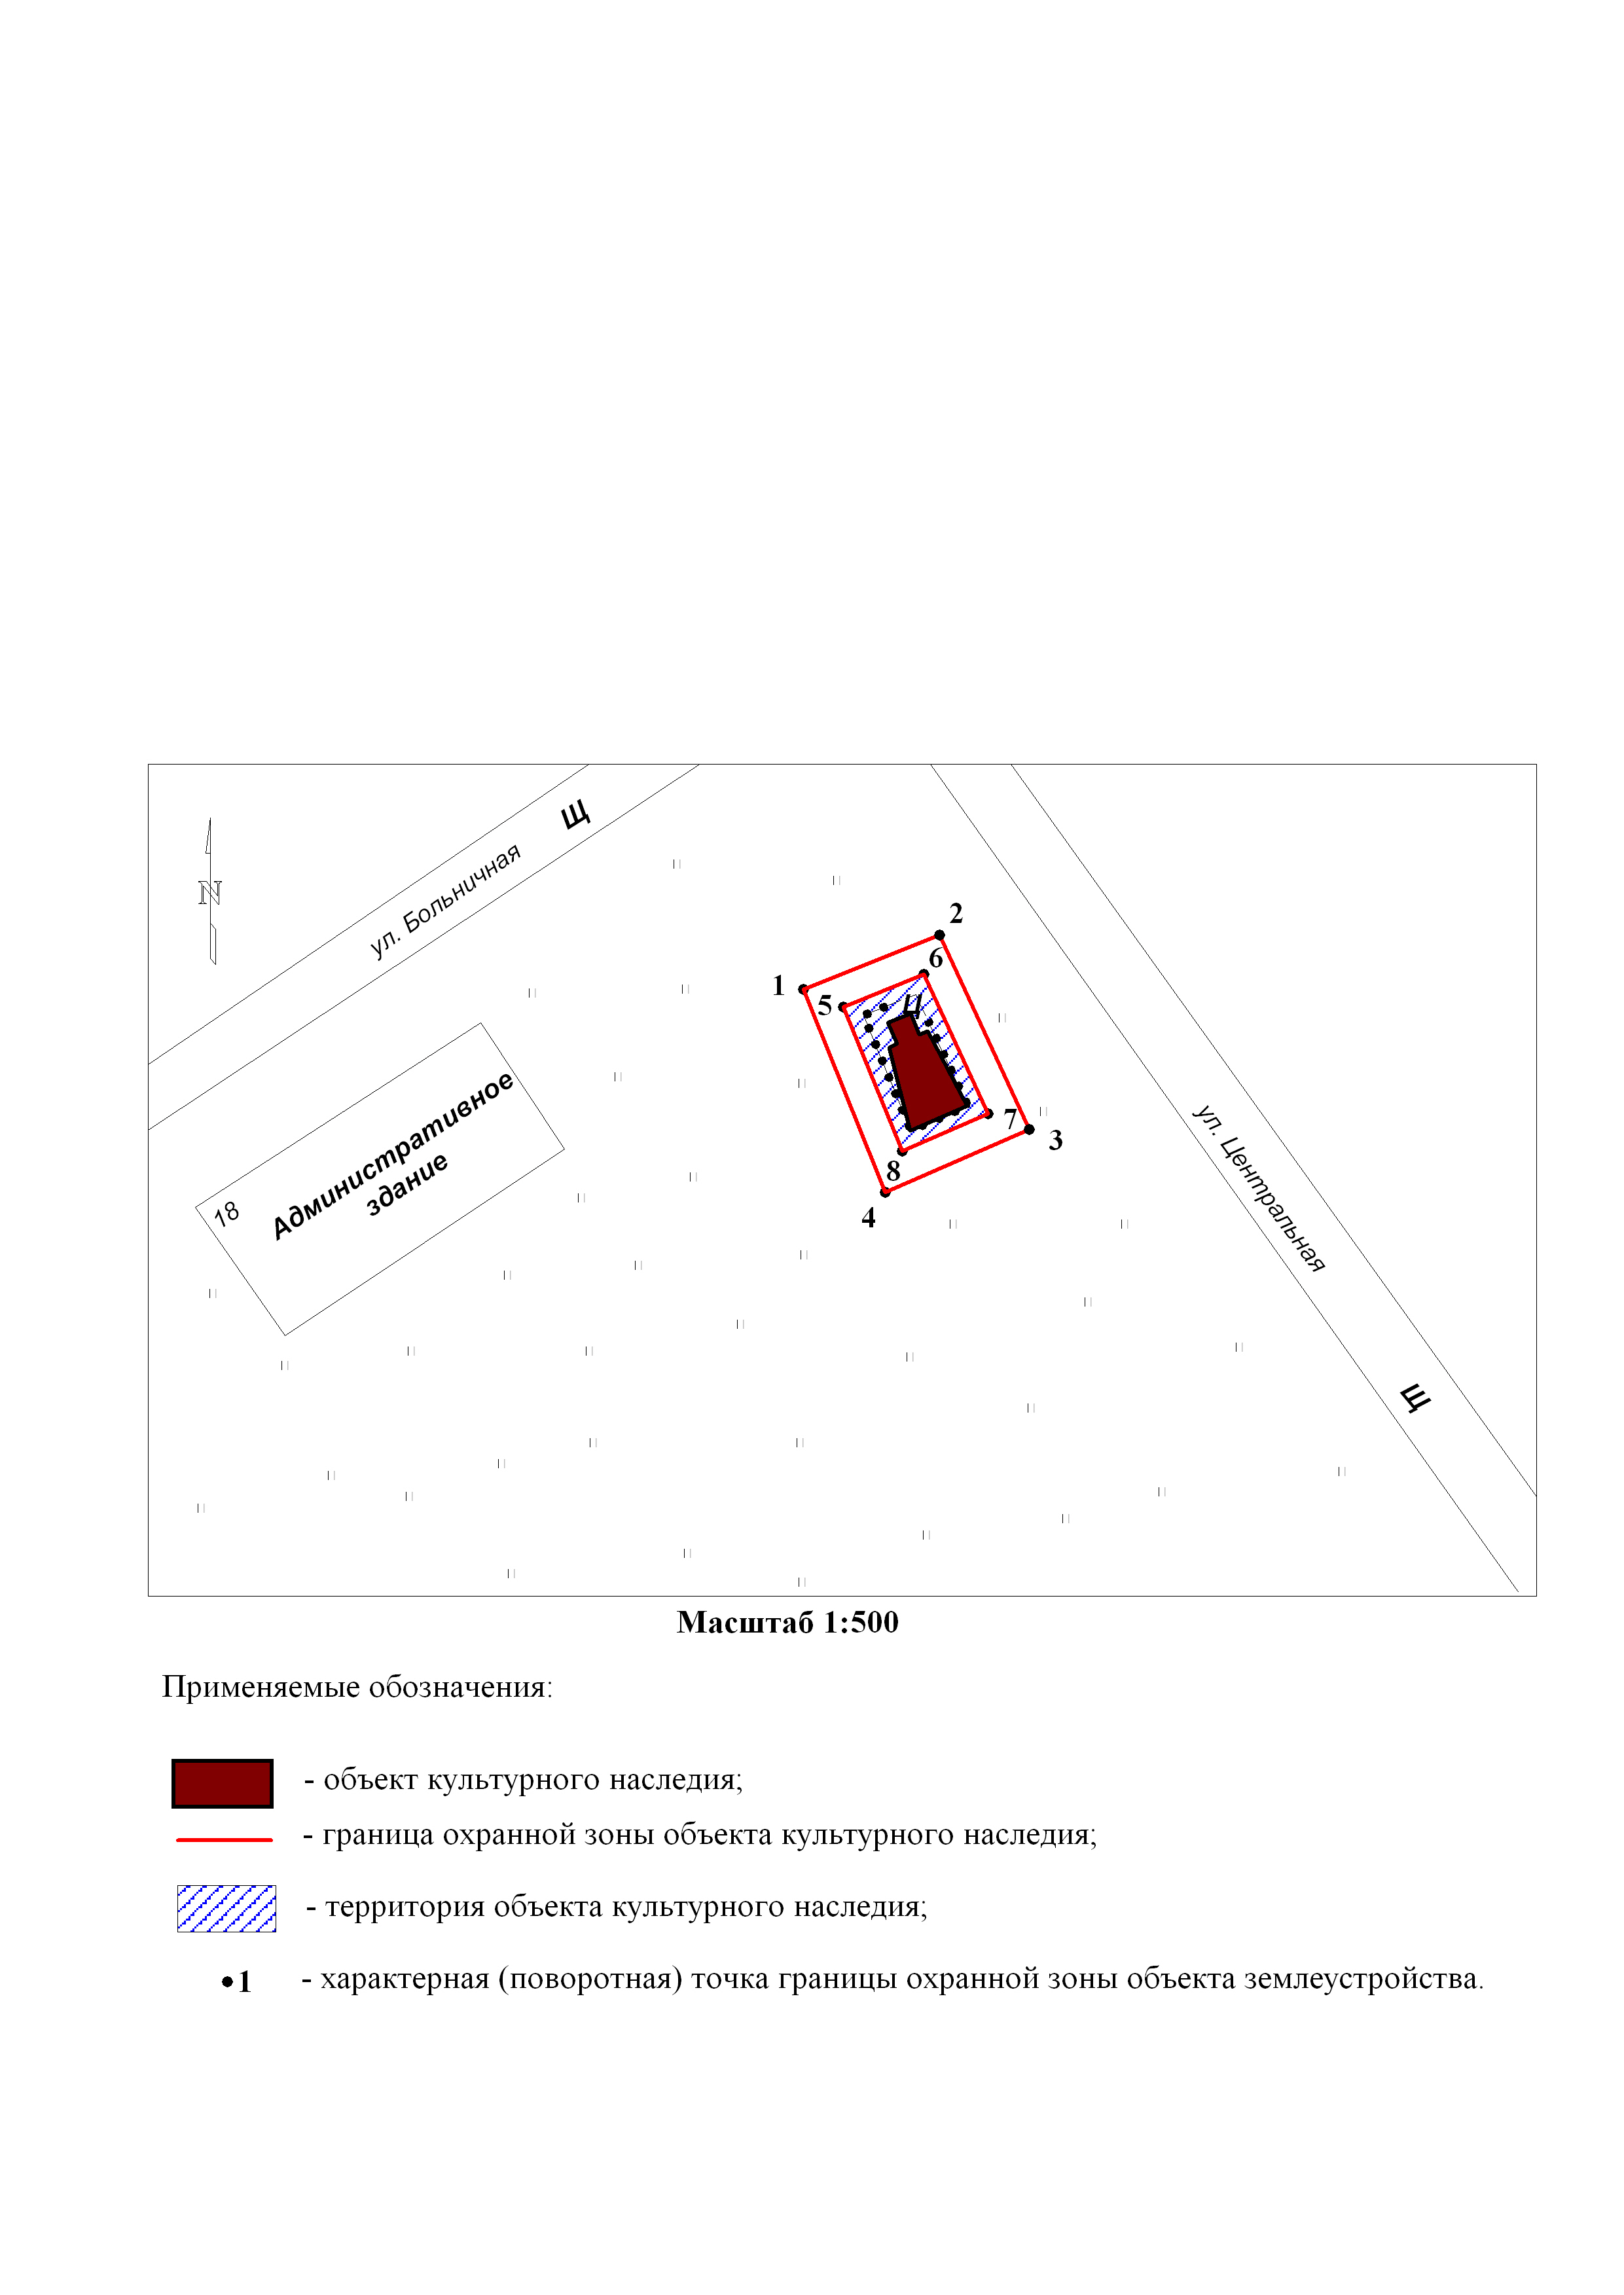 Щ
ул. Больничная
N
2
6
1
5
Ц
7
3
8
4
ул. Центральная
Административное
здание
18
Щ
Масштаб 1:500
Применяемые обозначения:
- объект культурного наследия;
- граница охранной зоны объекта культурного наследия;
- территория объекта культурного наследия;
1 - характерная (поворотная) точка границы охранной зоны объекта землеустройства.